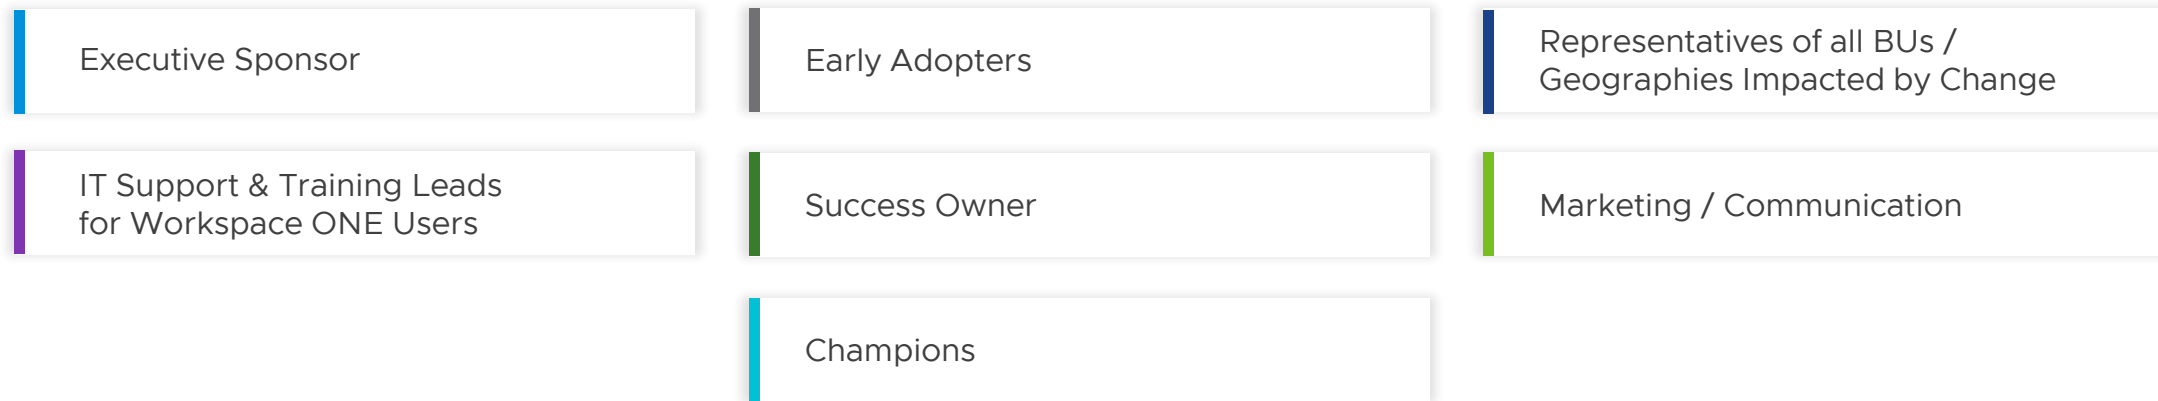 Executive Sponsor
Early Adopters
Representatives of all BUs /
Geographies Impacted by Change
IT Support & Training Leads
for Workspace ONE Users
Success Owner
Marketing / Communication
Champions